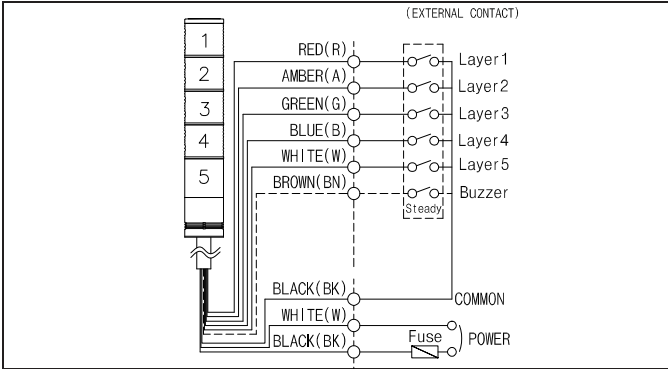 (EXTERNAL CONTACT)
1
2
3
4
5
RED(R)
Layer1
AMBER(A)
Layer2
GREEN(G)
Layer3
BLUE(B)
Layer4
WHITE(W)
Layer5
BROWN(BN)
Buzzer
Steady
BLACK(BK)
COMMON
WHITE(W)
BLACK(BK)
Fuse
POWER